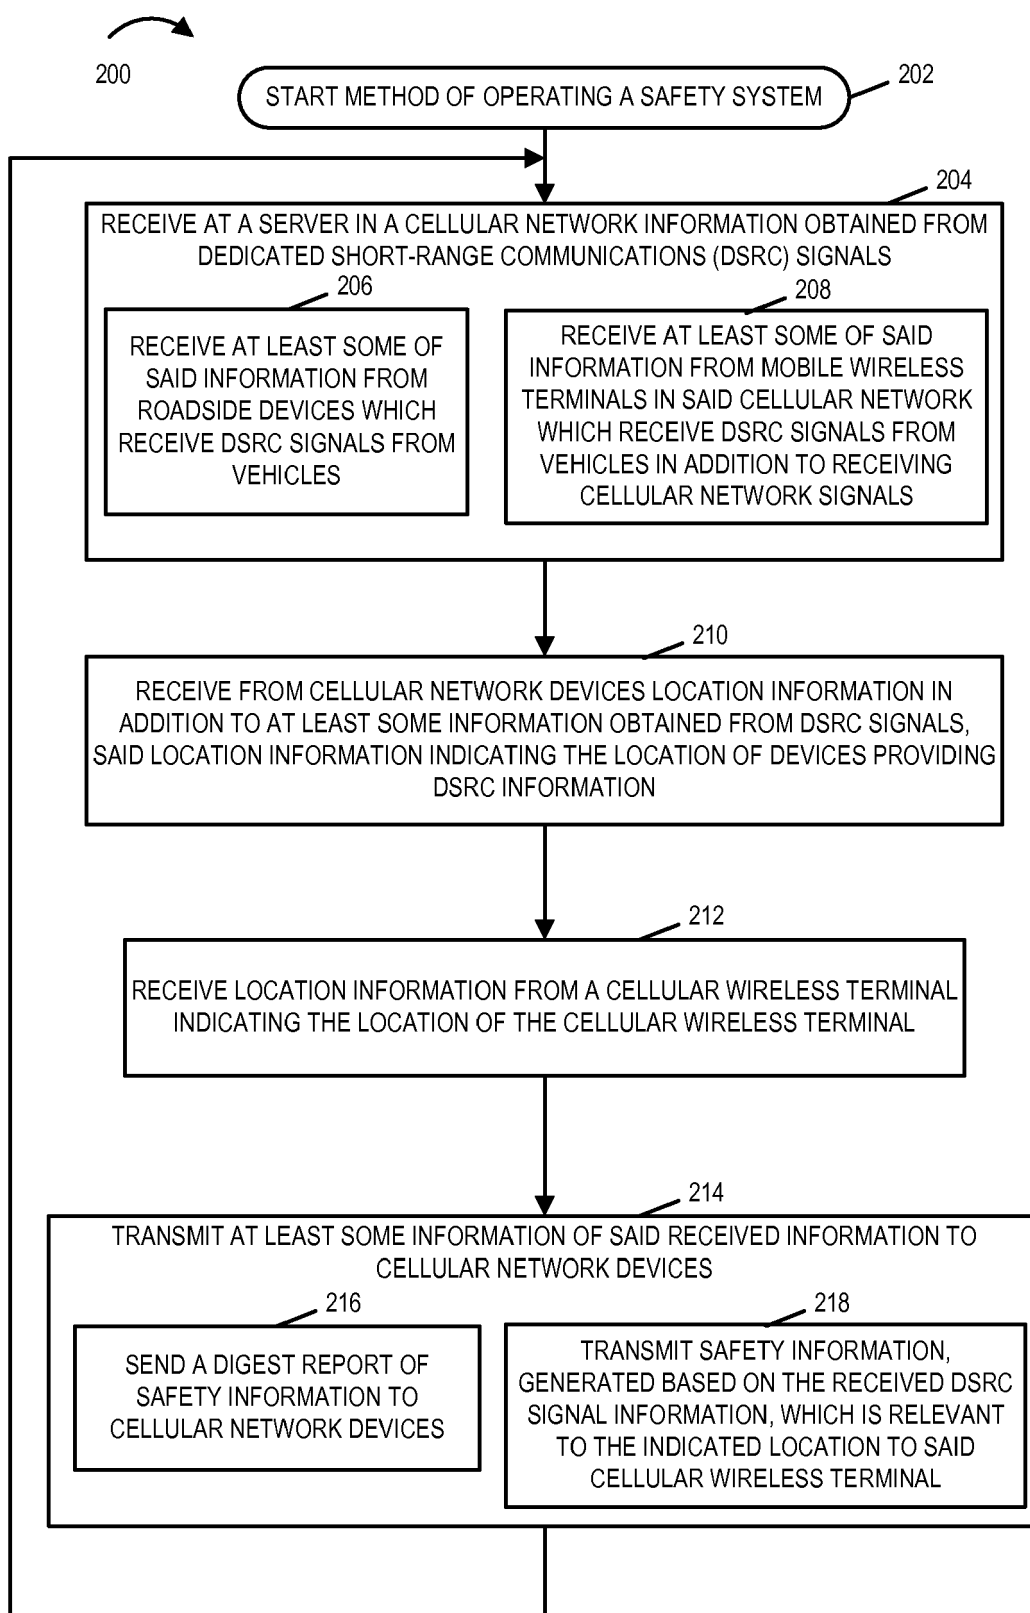 200
START METHOD OF OPERATING A SAFETY SYSTEM
202
204
RECEIVE AT A SERVER IN A CELLULAR NETWORK INFORMATION OBTAINED FROM
DEDICATED SHORT-RANGE COMMUNICATIONS (DSRC) SIGNALS
206
RECEIVE AT LEAST SOME OF
SAID INFORMATION FROM
ROADSIDE DEVICES WHICH
RECEIVE DSRC SIGNALS FROM
VEHICLES
208
RECEIVE AT LEAST SOME OF SAID
INFORMATION FROM MOBILE WIRELESS
TERMINALS IN SAID CELLULAR NETWORK
WHICH RECEIVE DSRC SIGNALS FROM
VEHICLES IN ADDITION TO RECEIVING
CELLULAR NETWORK SIGNALS
210
RECEIVE FROM CELLULAR NETWORK DEVICES LOCATION INFORMATION IN
ADDITION TO AT LEAST SOME INFORMATION OBTAINED FROM DSRC SIGNALS,
SAID LOCATION INFORMATION INDICATING THE LOCATION OF DEVICES PROVIDING
DSRC INFORMATION
212
RECEIVE LOCATION INFORMATION FROM A CELLULAR WIRELESS TERMINAL
INDICATING THE LOCATION OF THE CELLULAR WIRELESS TERMINAL
214
TRANSMIT AT LEAST SOME INFORMATION OF SAID RECEIVED INFORMATION TO
CELLULAR NETWORK DEVICES
216
SEND A DIGEST REPORT OF
SAFETY INFORMATION TO
CELLULAR NETWORK DEVICES
218
TRANSMIT SAFETY INFORMATION,
GENERATED BASED ON THE RECEIVED DSRC
SIGNAL INFORMATION, WHICH IS RELEVANT
TO THE INDICATED LOCATION TO SAID
CELLULAR WIRELESS TERMINAL